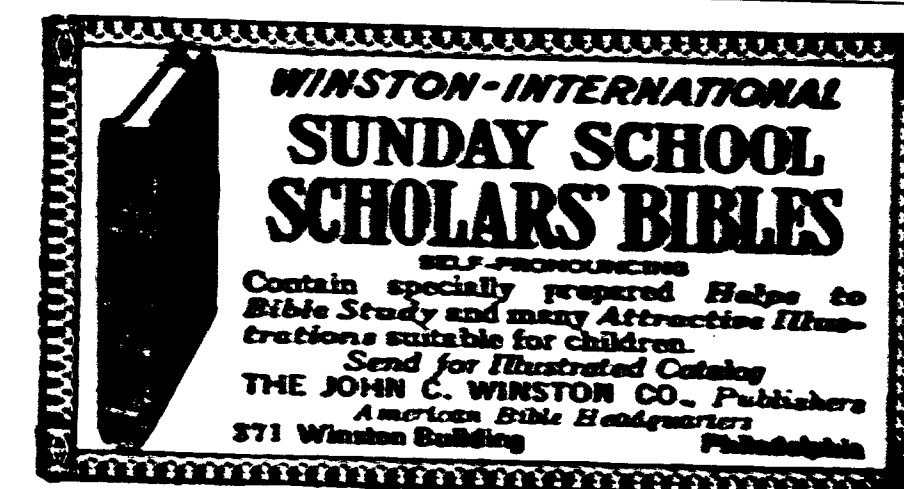 WINSTON-INTERNATIONAL
SUNDAY SCHOOL
SCHOLARS' BIBLES
SELF-PRONOUNCING
Contain specially prepared Helps to
Bible Study and many Attractive Illus-
trations suitable for children.
Send for Illustrated Catalog
THE JOHN C. WINSTON CO., Publishers
American Bible Headquarters
371 Winston Building Philadelphia